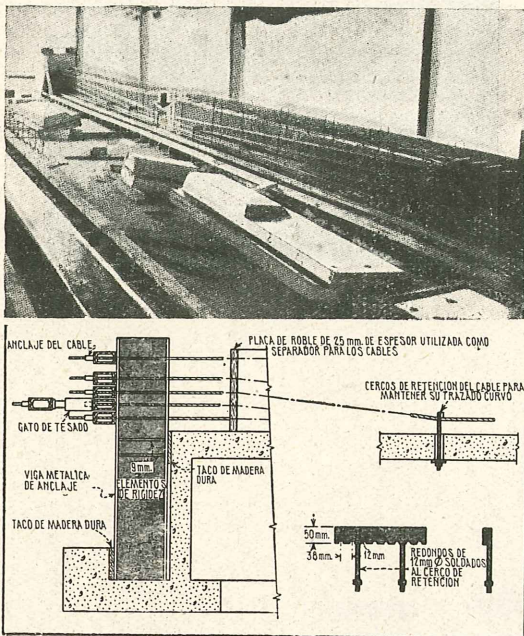 ANCLAJE DEL CABLE
PLACA DE ROBLE DE 25 mm. DE ESPESOR UTILIZADA COMO
SEPARADOR PARA LOS CABLES
CERCOS DE RETENCION DEL CABLE PARA
MANTENER SU TRAZADO CURVO
GATO DE TESADO
9 mm.
TACO DE MADERA
DURA
VIGA METALICA
DE ANCLAJE
ELEMENTOS
DE RIGIDEZ
TACO DE MADERA DURA
50 mm.
38 mm.
12 mm
REDONDOS DE
12 mm Ø SOLDADOS
AL CERCO DE
RETENCION